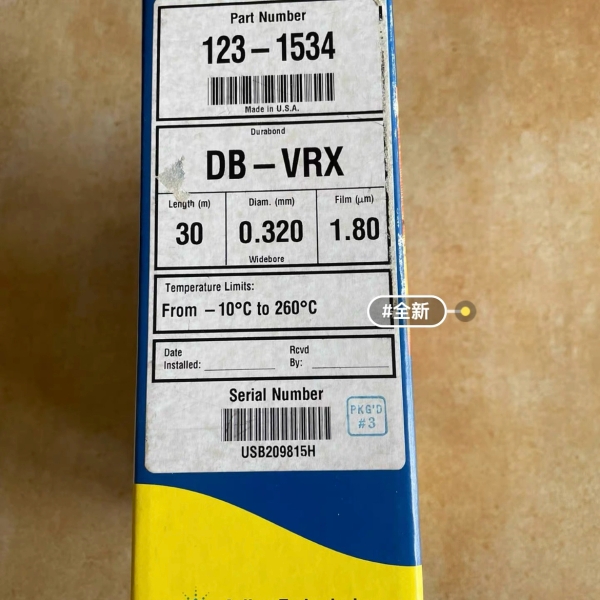 Part Number
123-1534
Made in U.S.A.
Durabond
DB-VRX
Length (m) Diam. (mm) Film (μm)
30 0.320 1.80
Widebore
Temperature Limits:
From -10°C to 260°C
#全新
Date Installed: Rcvd By:
Serial Number
PKG'D #3
USB209815H